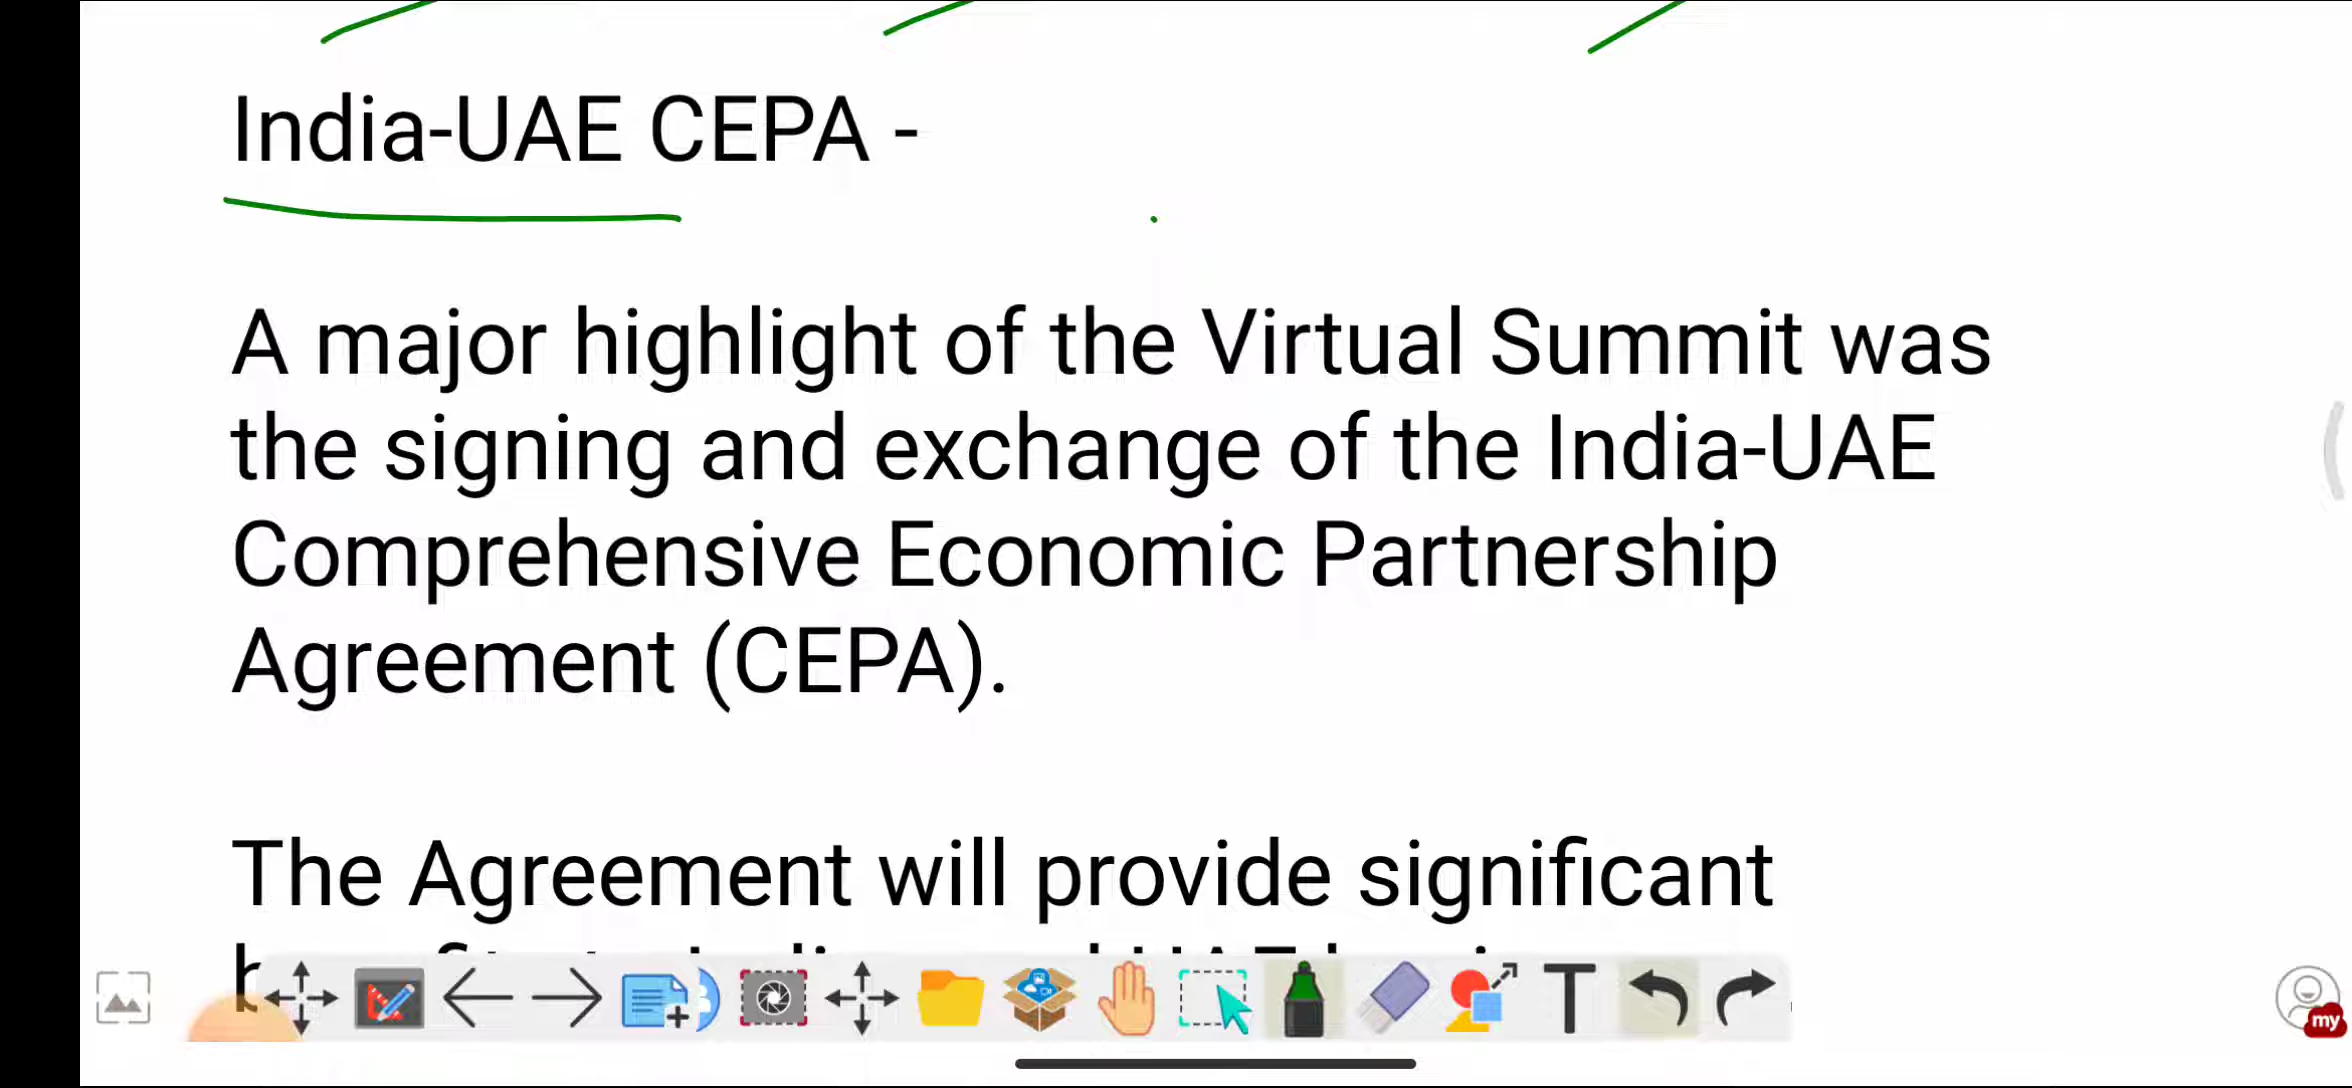 India-UAE CEPA -
A major highlight of the Virtual Summit was
the signing and exchange of the India-UAE
Comprehensive Economic Partnership
Agreement (CEPA).
The Agreement will provide significant
T
my